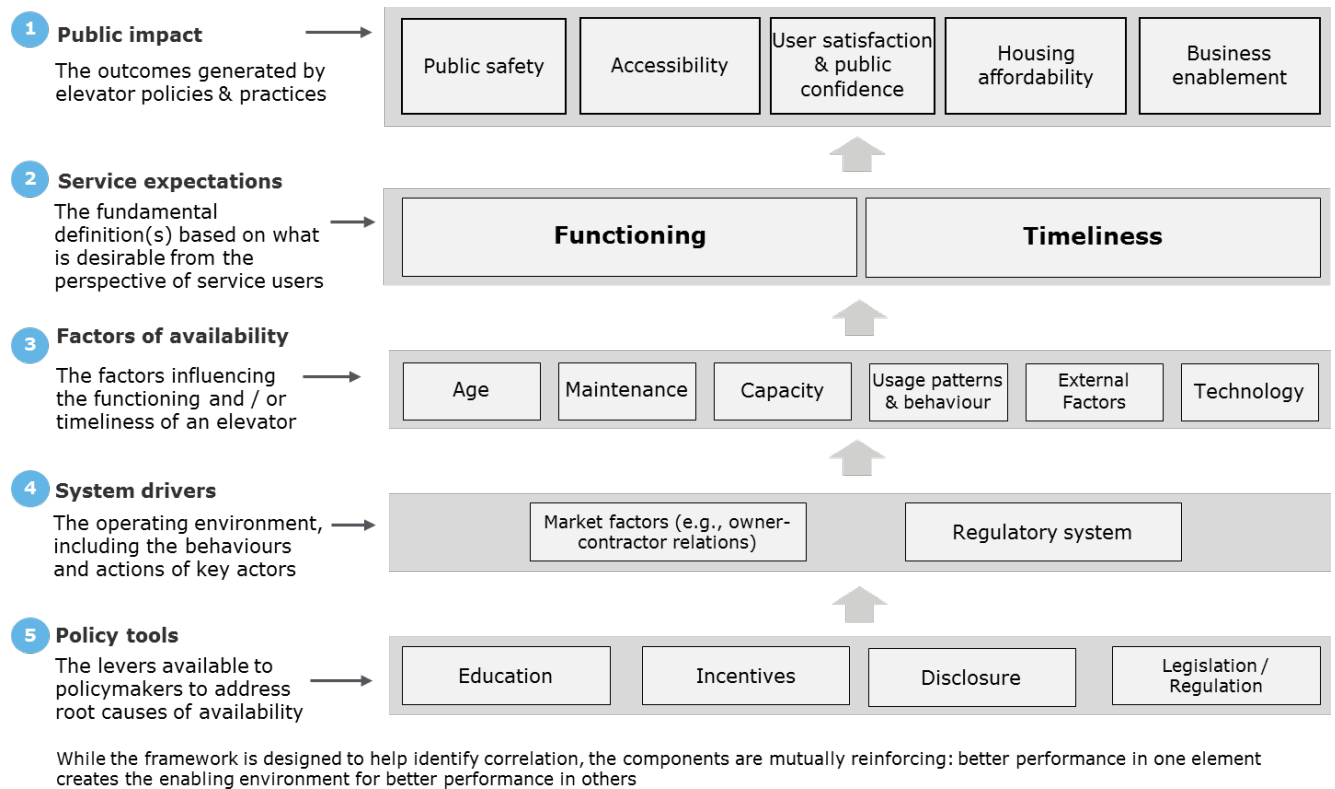 1
Public impact
The outcomes generated by
elevator policies & practices
Public safety
Accessibility
User satisfaction
& public
confidence
Housing
affordability
Business
enablement
2
Service expectations
The fundamental
definition(s) based on what
is desirable from the
perspective of service users
Functioning
Timeliness
3
Factors of availability
The factors influencing
the functioning and / or
timeliness of an elevator
Age
Maintenance
Capacity
Usage patterns
& behaviour
External
Factors
Technology
4
System drivers
The operating environment,
including the behaviours
and actions of key actors
Market factors (e.g., owner-
contractor relations)
Regulatory system
5
Policy tools
The levers available to
policymakers to address
root causes of availability
Education
Incentives
Disclosure
Legislation /
Regulation
While the framework is designed to help identify correlation, the components are mutually reinforcing: better performance in one element
creates the enabling environment for better performance in others